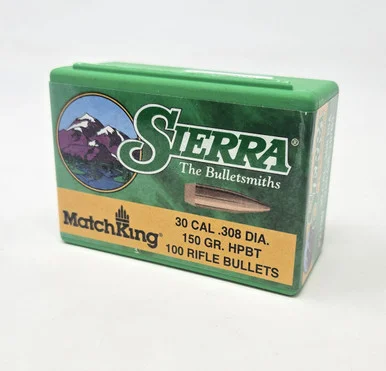 SIERRA®
The Bulletsmiths
MatchKing®
30 CAL .308 DIA.
150 GR. HPBT
100 RIFLE BULLETS